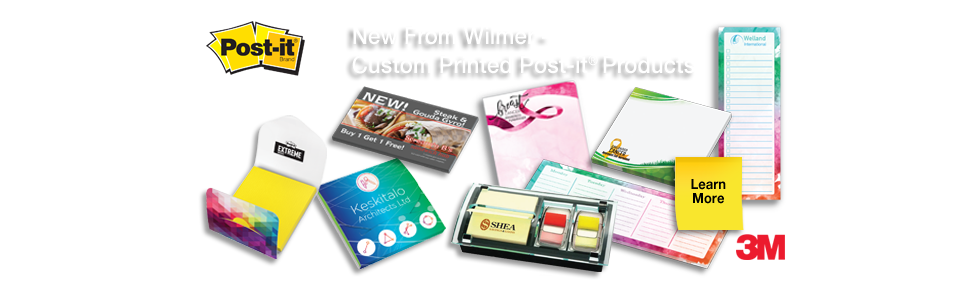 Post-it®
Brand
New From Wilmer-
Custom Printed Post-it® Products
Welland
International
NEW!
Steak &
Gouda Gyro!
Buy 1 Get 1 Free!
Breast
EXTREME
Keskitalo
Architects Ltd
SHEA
Learn
More
3M